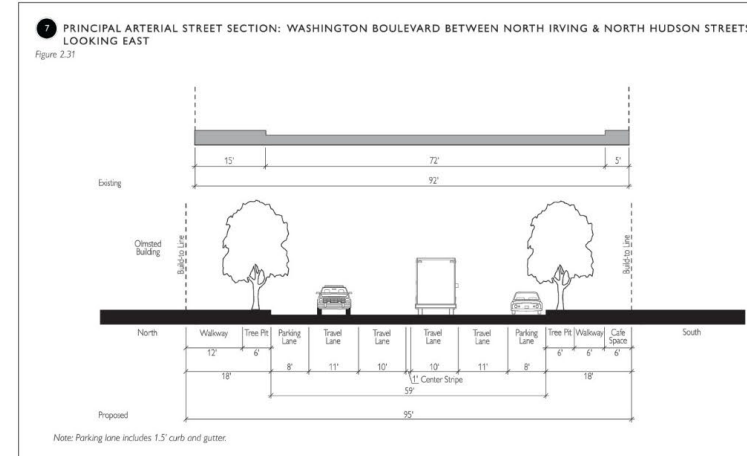 7 PRINCIPAL ARTERIAL STREET SECTION: WASHINGTON BOULEVARD BETWEEN NORTH IRVING & NORTH HUDSON STREETS
LOOKING EAST
Figure 2.31
15'
72'
5'
Existing
92'
Olmsted
Building
Build-to Line
Build-to Line
North
Walkway
Tree Pit
Parking
Lane
Travel
Lane
Travel
Lane
Travel
Lane
Travel
Lane
Parking
Lane
Tree Pit
Walkway
Cafe
Space
South
12'
6'
8'
11'
10'
10'
11'
8'
6'
6'
6'
18'
1' Center Stripe
18'
59'
Proposed
95'
Note: Parking lane includes 1.5' curb and gutter.